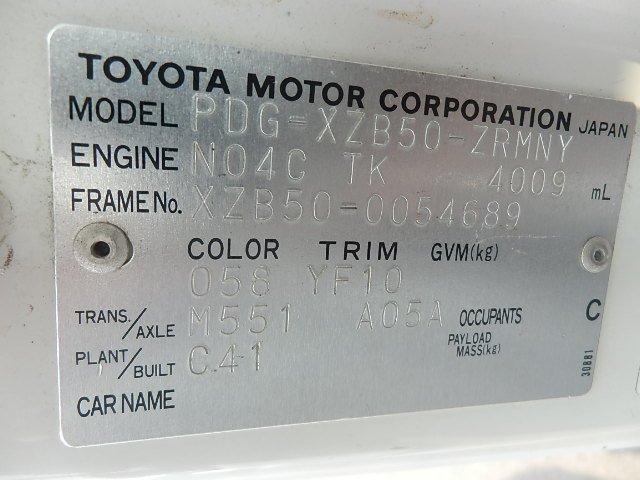 TOYOTA MOTOR CORPORATION JAPAN
MODEL PDG-XZB50-ZRMNY
ENGINE N04C TK 4009 mL
FRAME No. XZB50-0054689
COLOR TRIM GVM(kg)
058 YF10
TRANS./AXLE M551 A05A OCCUPANTS C
PAYLOAD MASS(kg)
PLANT/BUILT C41
CAR NAME
30881